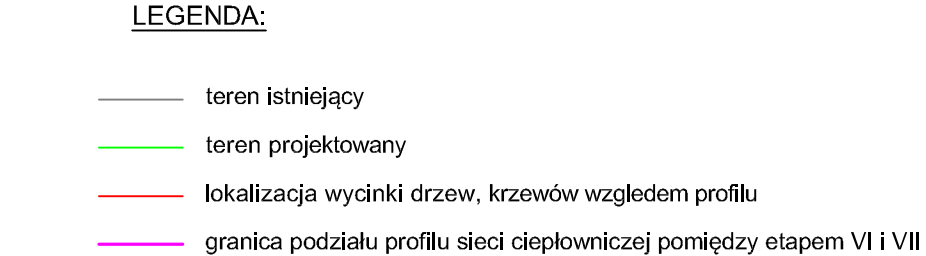 LEGENDA:
teren istniejący
teren projektowany
lokalizacja wycinki drzew, krzewów względem profilu
granica podziału profilu sieci ciepłowniczej pomiędzy etapem VI i VII